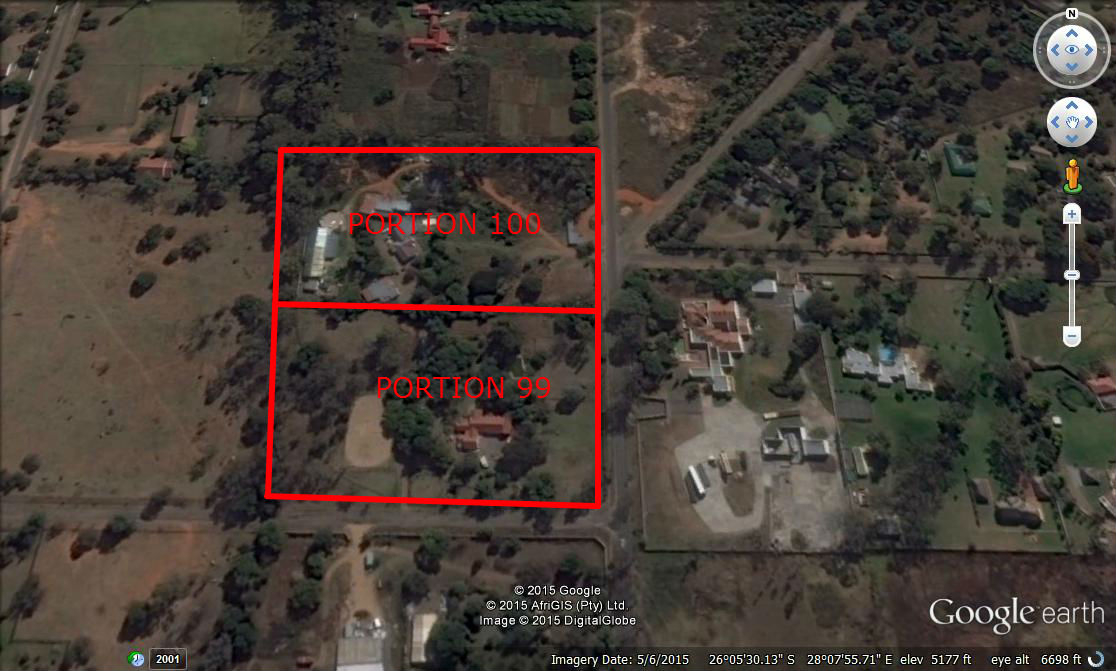 N
PORTION 100
PORTION 99
© 2015 Google
© 2015 AfriGIS (Pty) Ltd.
Image © 2015 DigitalGlobe
Google earth
2001
Imagery Date: 5/6/2015 26°05'30.13" S 28°07'55.71" E elev 5177 ft eye alt 6698 ft